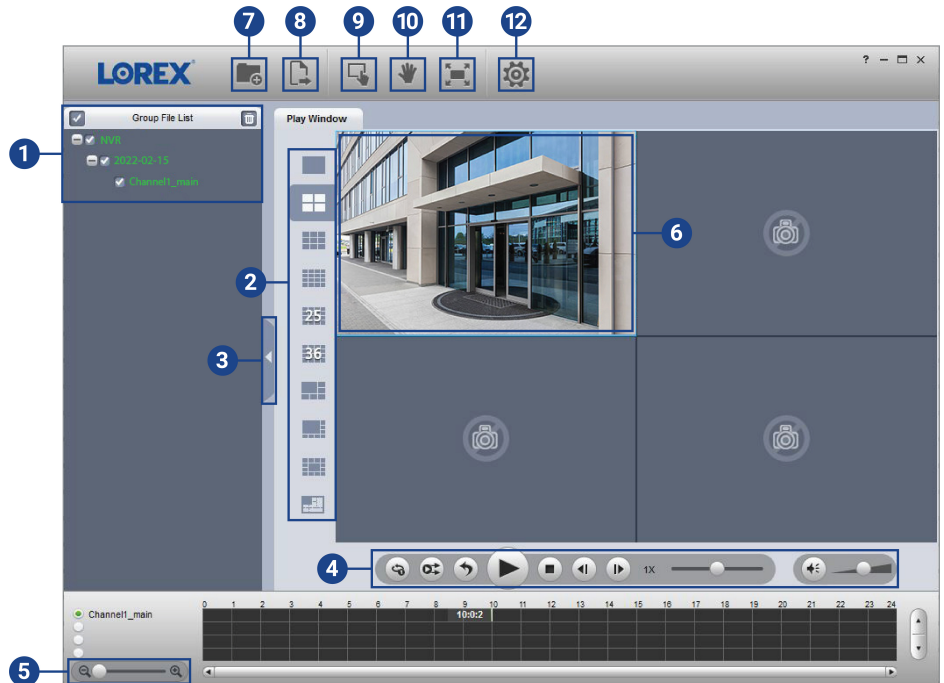 7 8 9 10 11 12
LOREX
Group File List
Play Window
1
NVR
2022-02-15
Channel1_main
6
2
25
3
36
4
1X
0 1 2 3 4 5 6 7 8 9 10 11 12 13 14 15 16 17 18 19 20 21 22 23 24
Channel1_main
10:0:2
5